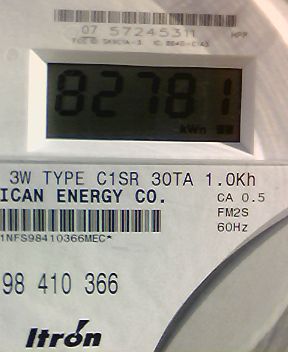 07 57245311
HPP
82781
kWh
3W TYPE C1SR 30TA 1.0Kh
ICAN ENERGY CO.
CA 0.5
FM2S
60Hz
1NFS98410366MEC*
98 410 366
Itron